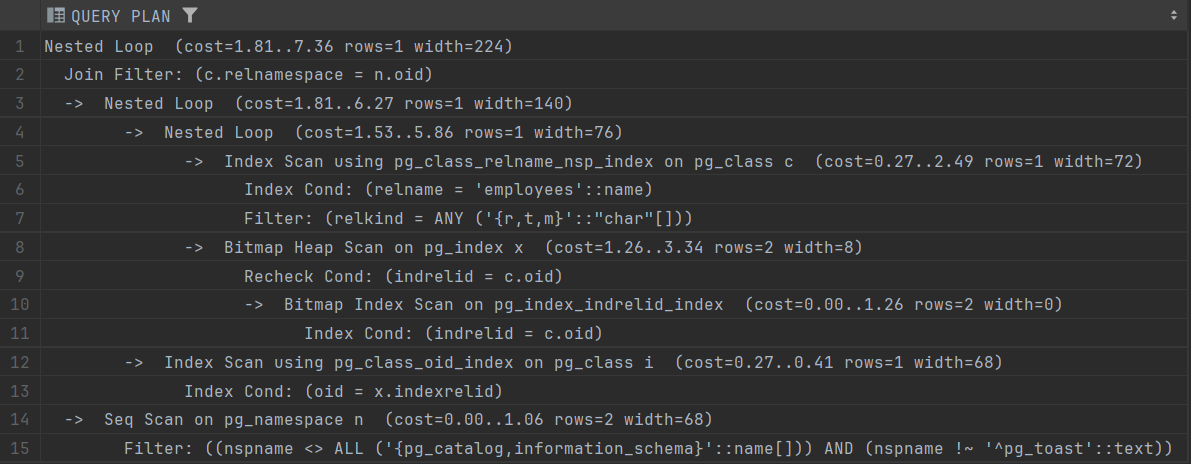 QUERY PLAN
1 Nested Loop  (cost=1.81..7.36 rows=1 width=224)
2   Join Filter: (c.relnamespace = n.oid)
3   ->  Nested Loop  (cost=1.81..6.27 rows=1 width=140)
4         ->  Nested Loop  (cost=1.53..5.86 rows=1 width=76)
5               ->  Index Scan using pg_class_relname_nsp_index on pg_class c  (cost=0.27..2.49 rows=1 width=72)
6                     Index Cond: (relname = 'employees'::name)
7                     Filter: (relkind = ANY ('{r,t,m}'::"char"[]))
8               ->  Bitmap Heap Scan on pg_index x  (cost=1.26..3.34 rows=2 width=8)
9                     Recheck Cond: (indrelid = c.oid)
10                     ->  Bitmap Index Scan on pg_index_indrelid_index  (cost=0.00..1.26 rows=2 width=0)
11                           Index Cond: (indrelid = c.oid)
12         ->  Index Scan using pg_class_oid_index on pg_class i  (cost=0.27..0.41 rows=1 width=68)
13               Index Cond: (oid = x.indexrelid)
14   ->  Seq Scan on pg_namespace n  (cost=0.00..1.06 rows=2 width=68)
15         Filter: ((nspname <> ALL ('{pg_catalog,information_schema}'::name[])) AND (nspname !~ '^pg_toast'::text))